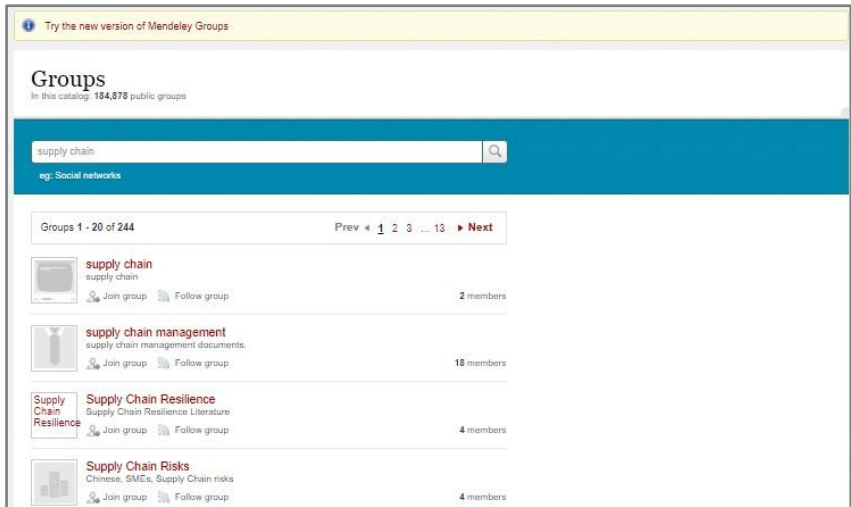 Try the new version of Mendeley Groups
Groups
In this catalog: 184,878 public groups
supply chain
eg: Social networks
Groups 1 - 20 of 244 Prev 1 2 3 ... 13 Next
supply chain
supply chain
Join group Follow group 2 members
supply chain management
supply chain management documents.
Join group Follow group 18 members
Supply
Chain
Resilience
Supply Chain Resilience
Supply Chain Resilience Literature
Join group Follow group 4 members
Supply Chain Risks
Chinese, SMEs, Supply Chain risks
Join group Follow group 4 members